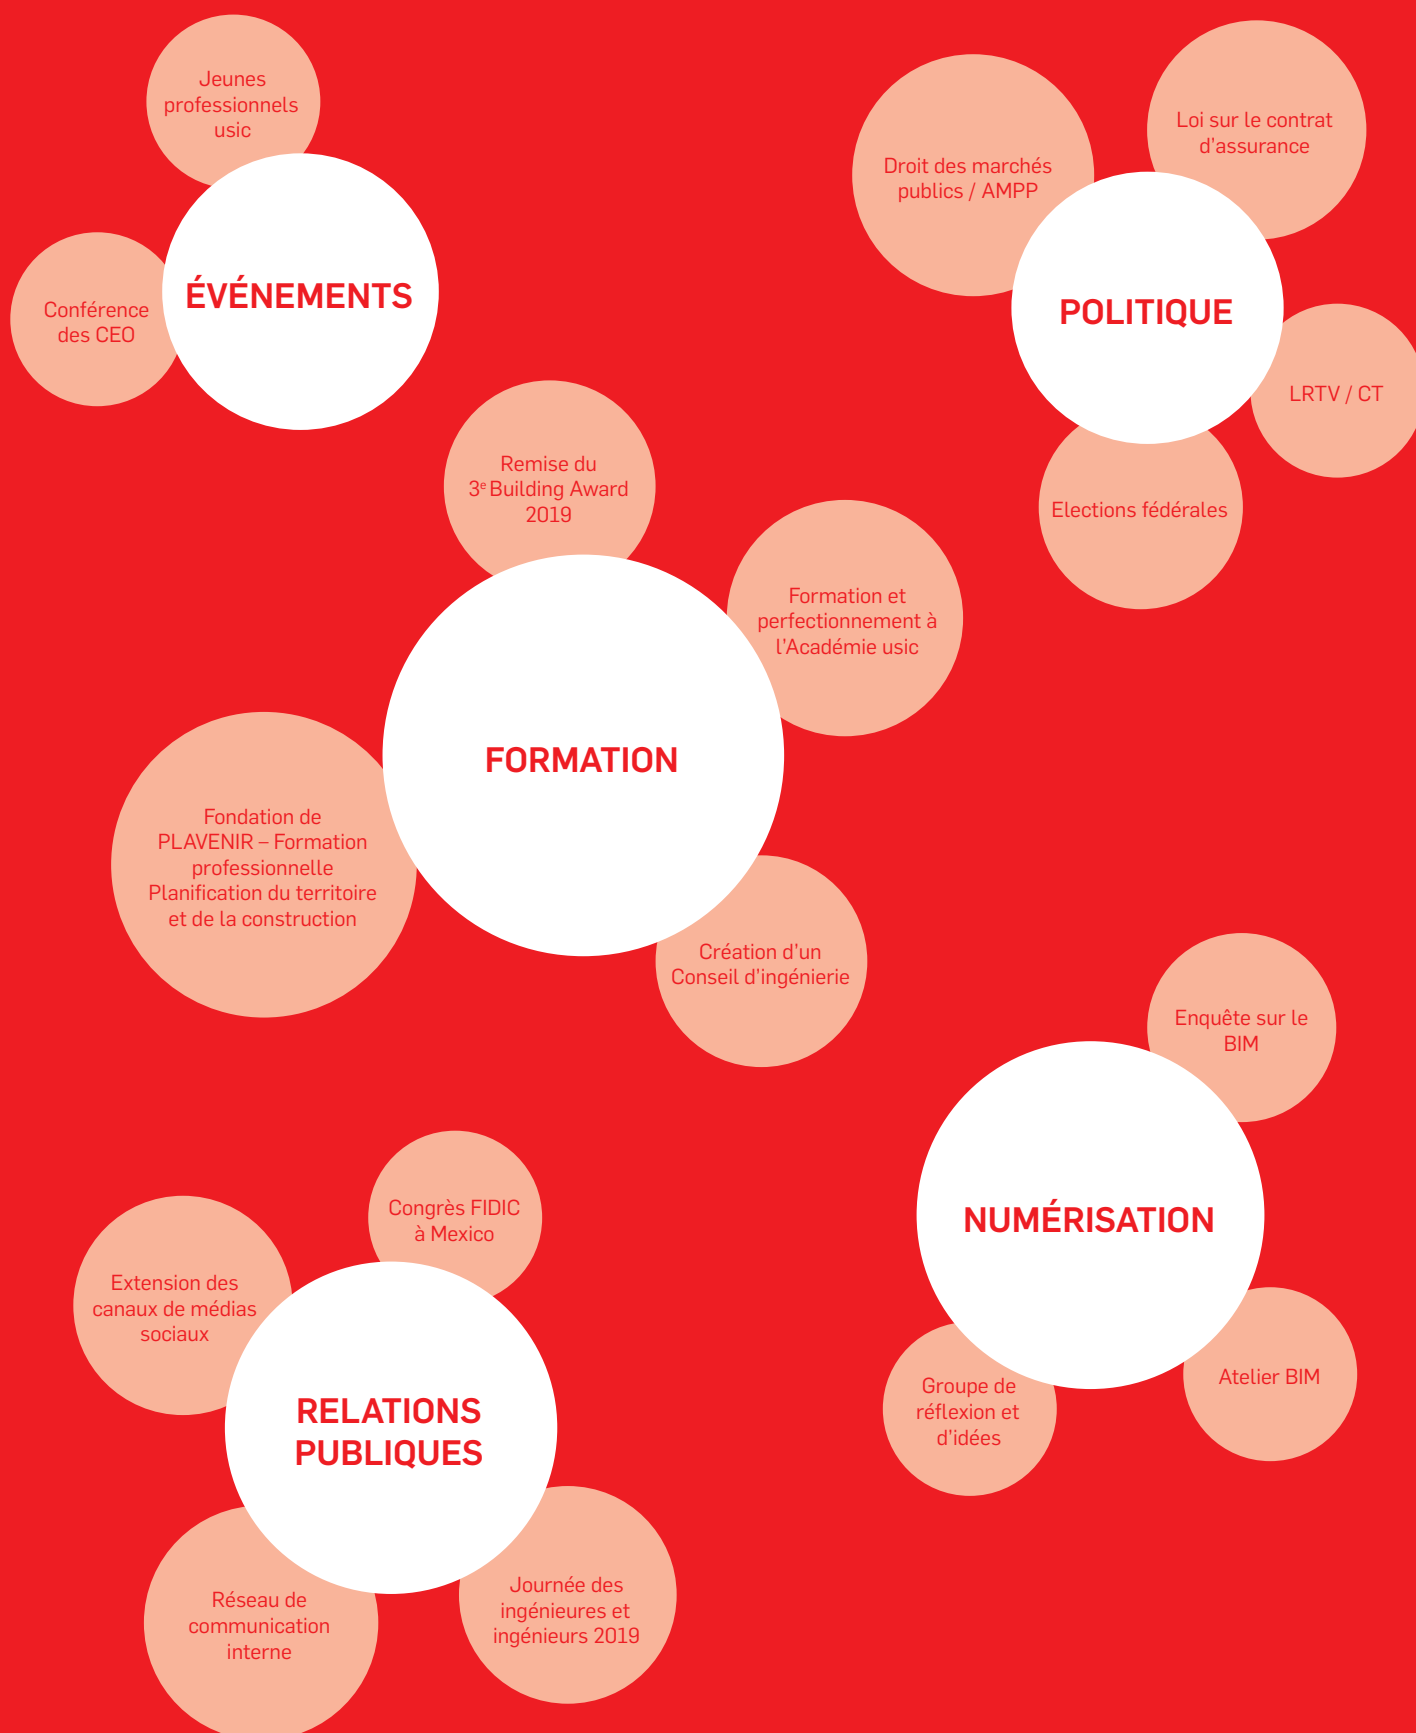 Jeunes
professionnels
usic
Conférence
des CEO
ÉVÉNEMENTS
Droit des marchés
publics / AMPP
Loi sur le contrat
d'assurance
POLITIQUE
LRTV / CT
Elections fédérales
Remise du
3e Building Award
2019
Formation et
perfectionnement à
l'Académie usic
FORMATION
Fondation de
PLAVENIR – Formation
professionnelle
Planification du territoire
et de la construction
Création d'un
Conseil d'ingénierie
Enquête sur le
BIM
NUMÉRISATION
Groupe de
réflexion et
d'idées
Atelier BIM
Congrès FIDIC
à Mexico
Extension des
canaux de médias
sociaux
RELATIONS
PUBLIQUES
Réseau de
communication
interne
Journée des
ingénieures et
ingénieurs 2019